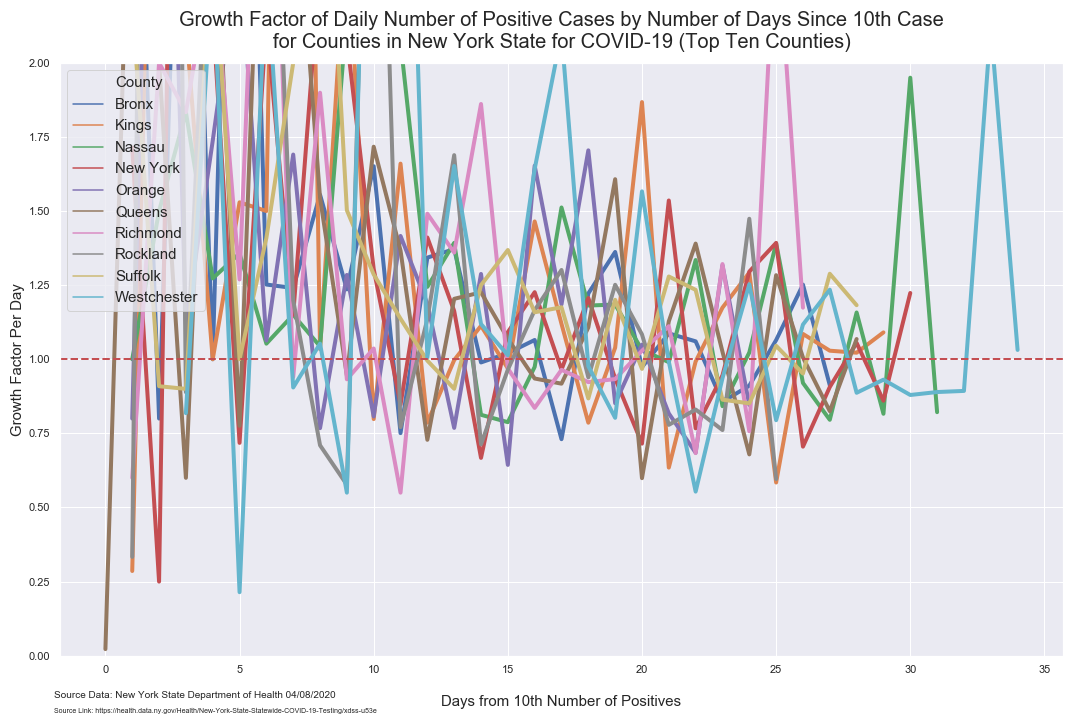 Growth Factor of Daily Number of Positive Cases by Number of Days Since 10th Case
for Counties in New York State for COVID-19 (Top Ten Counties)
2.00
1.75
1.50
1.25
1.00
0.75
0.50
0.25
0.00
Growth Factor Per Day
County
Bronx
Kings
Nassau
New York
Orange
Queens
Richmond
Rockland
Suffolk
Westchester
0 5 10 15 20 25 30 35
Days from 10th Number of Positives
Source Data: New York State Department of Health 04/08/2020
Source Link: https://health.data.ny.gov/Health/New-York-State-Statewide-COVID-19-Testing/xdss-u53e